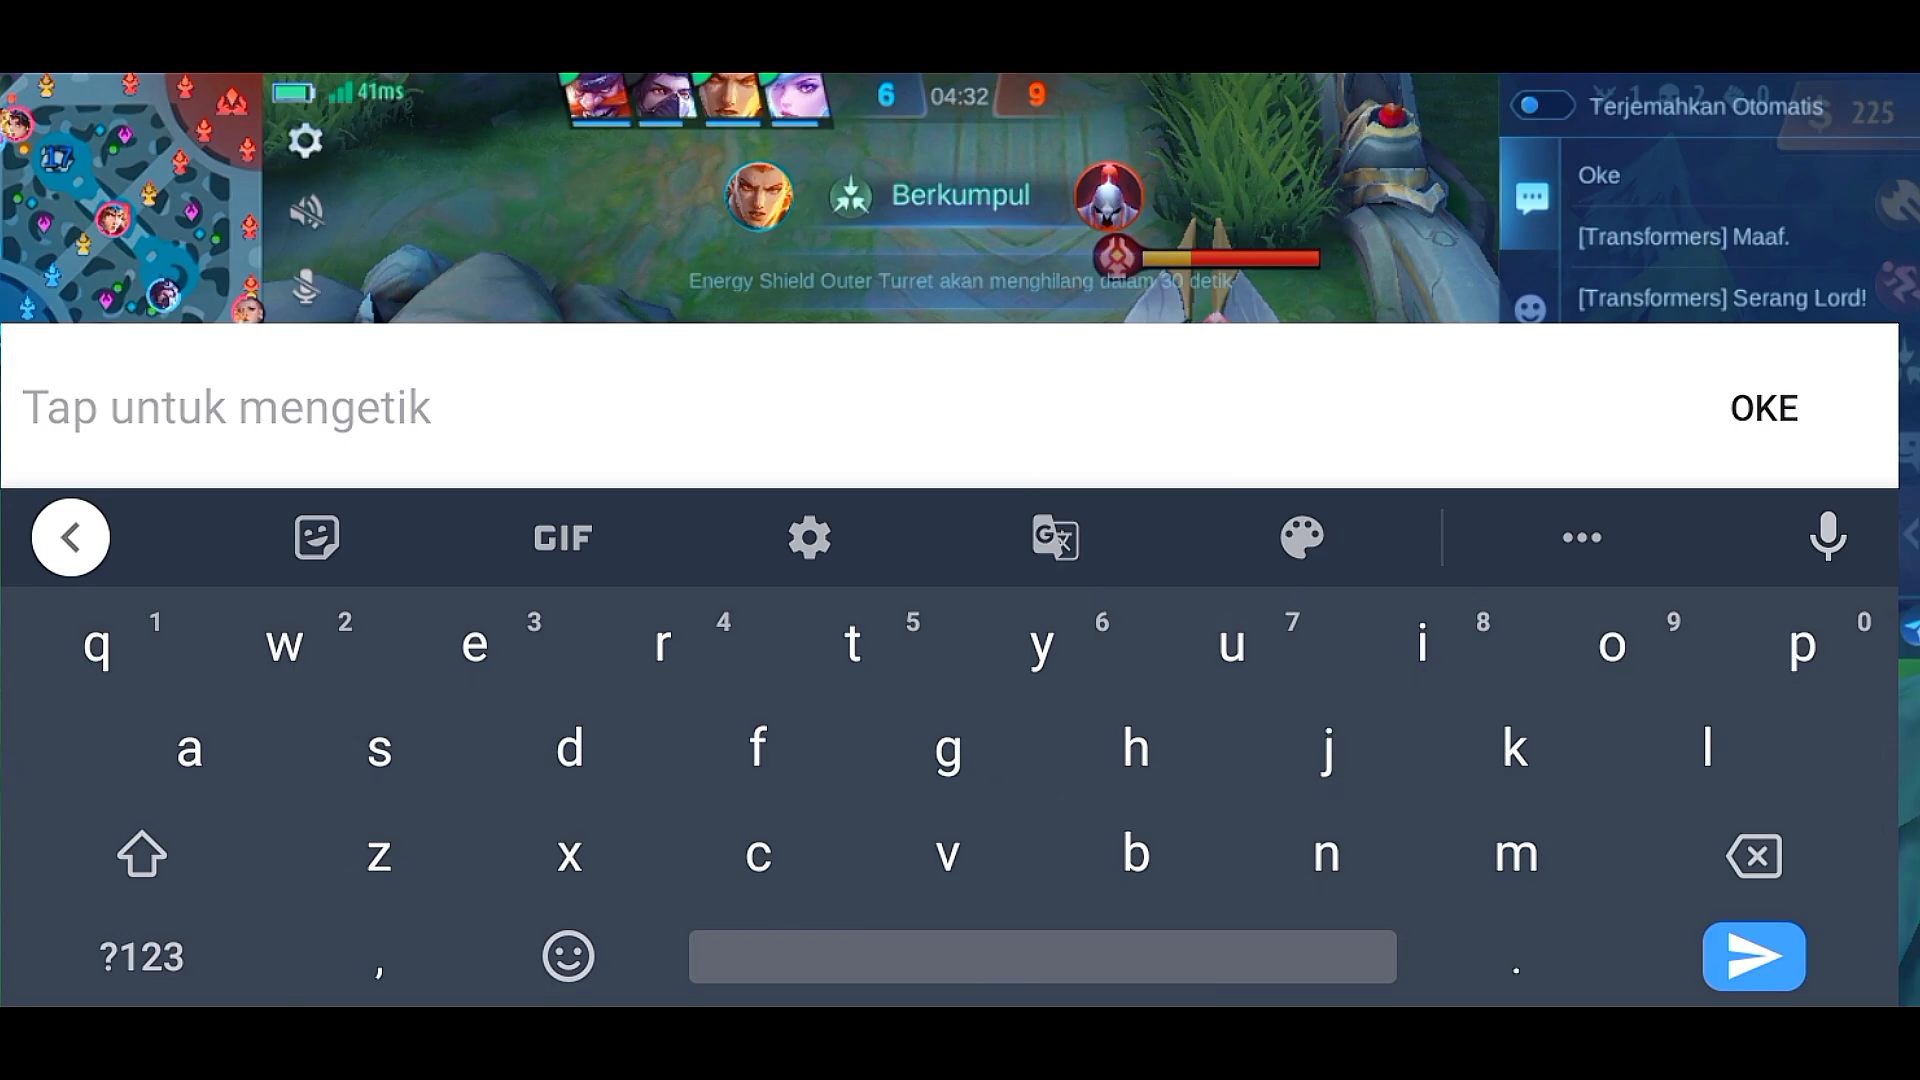 41ms
6 04:32 9
Terjemahkan Otomatis
225
17
Berkumpul
Oke
[Transformers] Maaf.
Energy Shield Outer Turret akan menghilang dalam 30 detik
[Transformers] Serang Lord!
Tap untuk mengetik
OKE
GIF
q 1 w 2 e 3 r 4 t 5 y 6 u 7 i 8 o 9 p 0
a s d f g h j k l
z x c v b n m
?123 , .